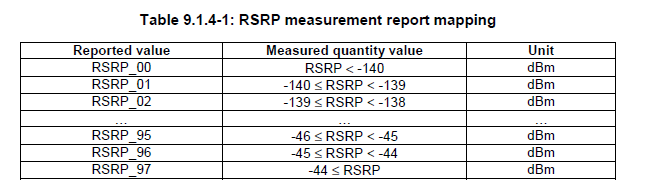 Table 9.1.4-1: RSRP measurement report mapping
Reported value Measured quantity value Unit
RSRP_00 RSRP < -140 dBm
RSRP_01 -140 ≤ RSRP < -139 dBm
RSRP_02 -139 ≤ RSRP < -138 dBm
… … …
RSRP_95 -46 ≤ RSRP < -45 dBm
RSRP_96 -45 ≤ RSRP < -44 dBm
RSRP_97 -44 ≤ RSRP dBm